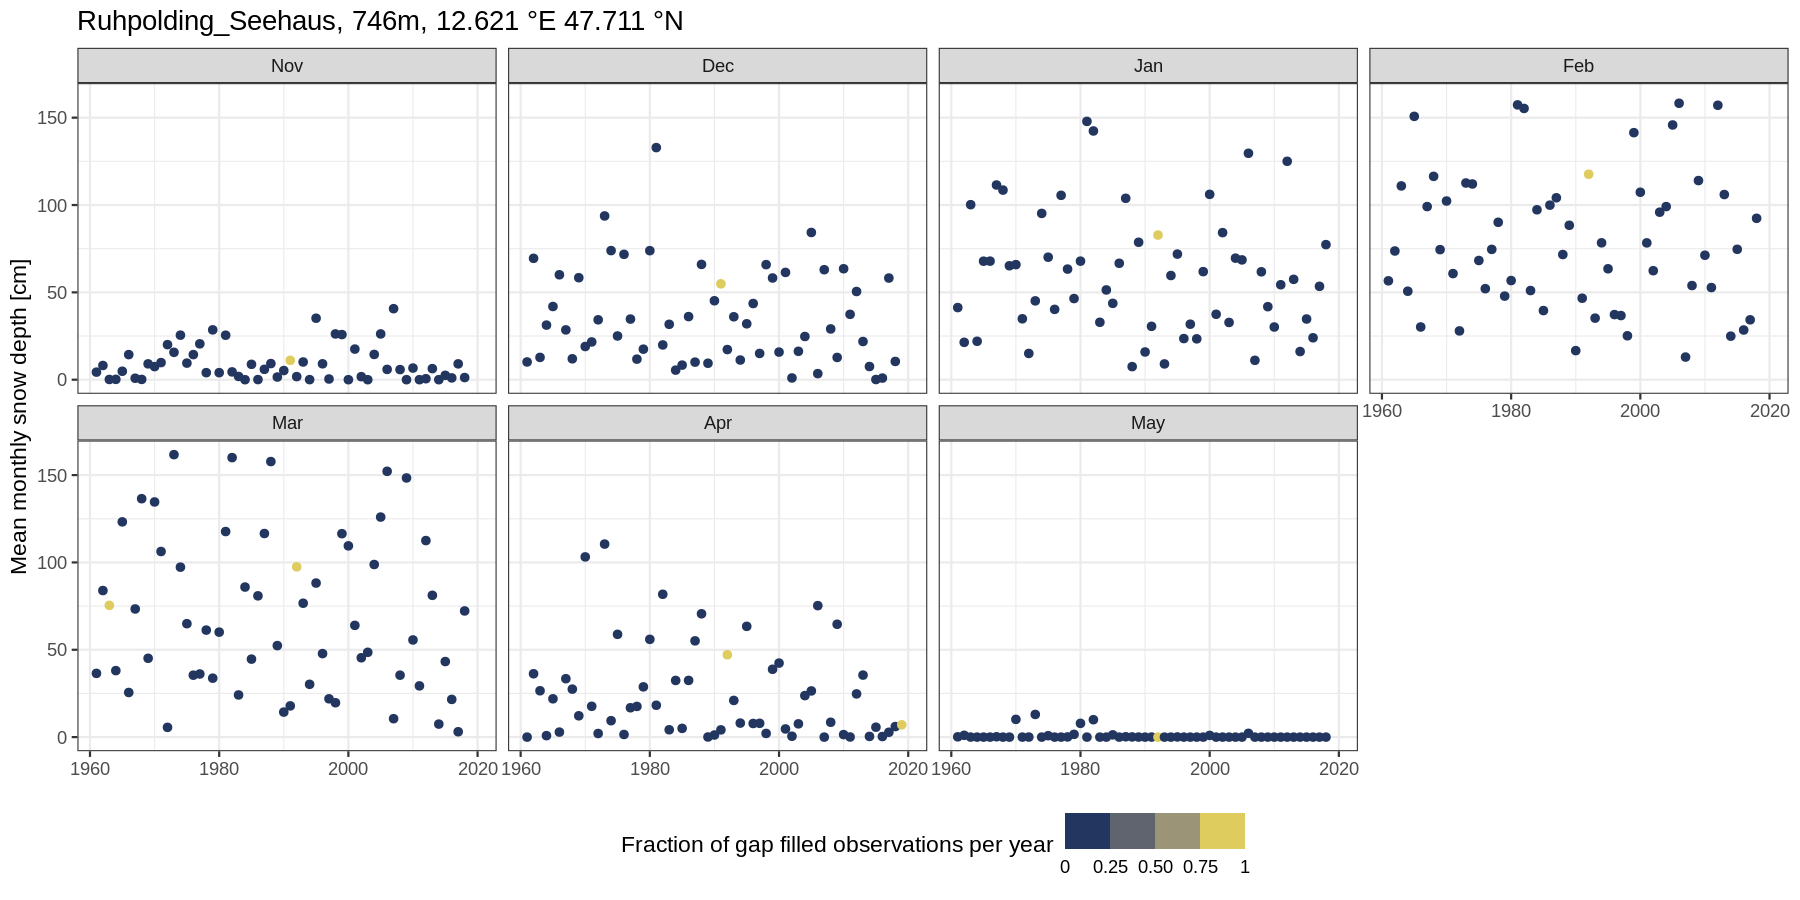 Ruhpolding_Seehaus, 746m, 12.621 °E 47.711 °N
Nov Dec Jan Feb
150
100
50
0
1960 1980 2000 2020
Mar Apr May
150
100
50
0
1960 1980 2000 2020 1960 1980 2000 2020 1960 1980 2000 2020
Mean monthly snow depth [cm]
Fraction of gap filled observations per year
0 0.25 0.50 0.75 1